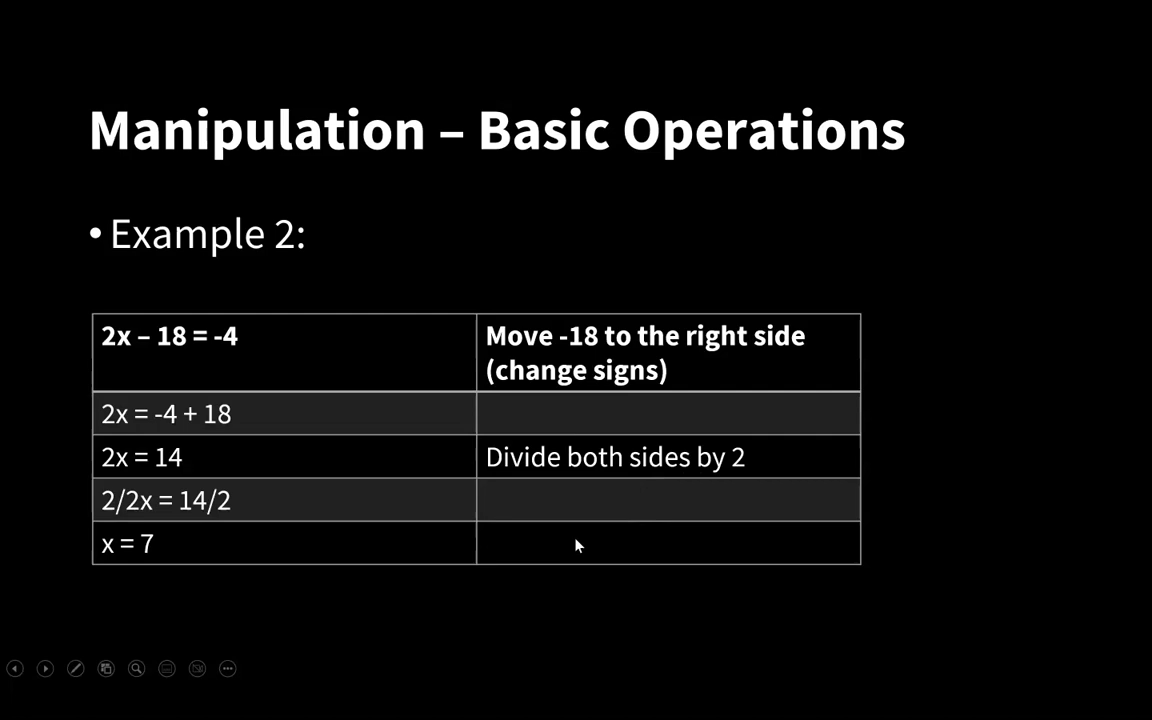 Manipulation – Basic Operations
• Example 2:
2x – 18 = -4
Move -18 to the right side
(change signs)
2x = -4 + 18
2x = 14
Divide both sides by 2
2/2x = 14/2
x = 7